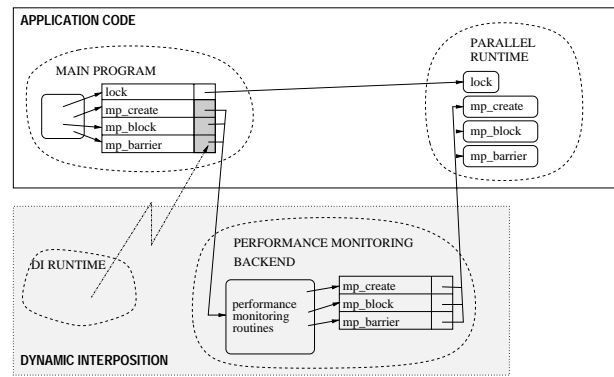 APPLICATION CODE
MAIN PROGRAM
lock
mp_create
mp_block
mp_barrier
PARALLEL
RUNTIME
lock
mp_create
mp_block
mp_barrier
DI RUNTIME
PERFORMANCE MONITORING
BACKEND
performance
monitoring
routines
mp_create
mp_block
mp_barrier
DYNAMIC INTERPOSITION